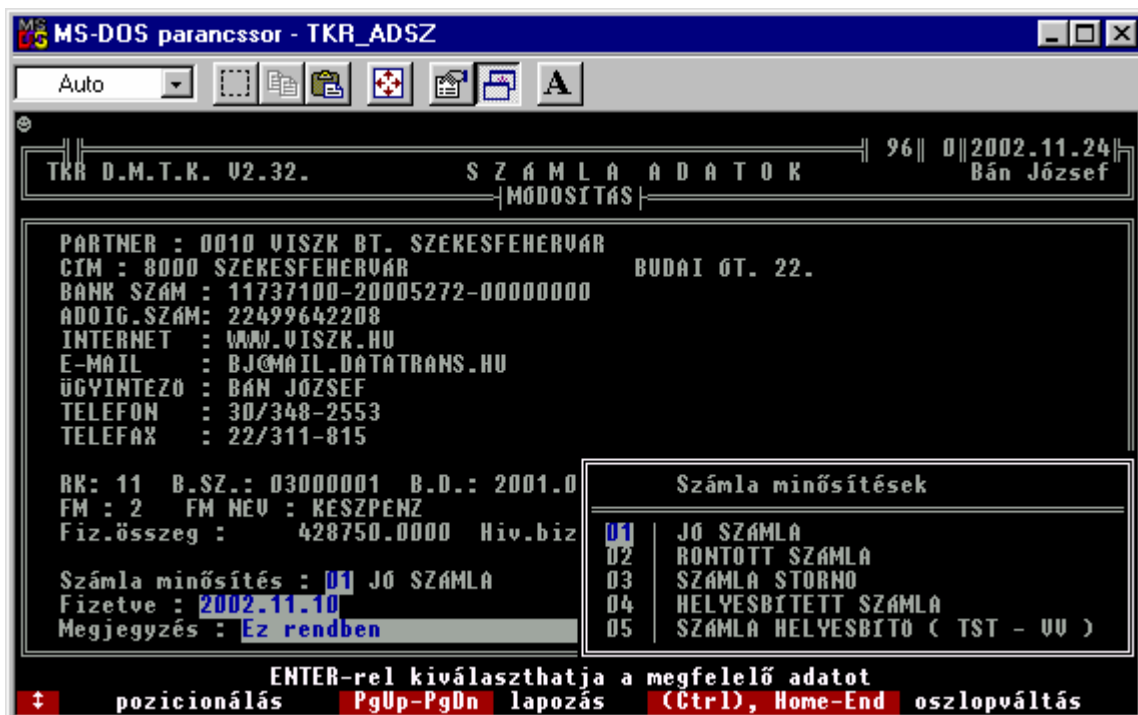 MS-DOS parancssor - TKR_ADSZ
Auto
A
96 0 2002.11.24
TKR D.M.T.K. V2.32. S Z Á M L A A D A T O K Bán József
MÓDOSÍTÁS
PARTNER : 0010 VISZK BT. SZÉKESFEHÉRVÁR
CÍM : 8000 SZÉKESFEHÉRVÁR BUDAI ÚT. 22.
BANK SZÁM : 11737100-20005272-00000000
ADOIG.SZÁM: 22499642208
INTERNET : WWW.VISZK.HU
E-MAIL : BJ@MAIL.DATATRANS.HU
ÜGYINTÉZŐ : BÁN JÓZSEF
TELEFON : 30/348-2553
TELEFAX : 22/311-815
RK: 11 B.SZ.: 03000001 B.D.: 2001.0
FM : 2 FM NÉV : KÉSZPÉNZ
Fiz.összeg : 428750.0000 Hiv.biz
Számla minősítés : 01 JÓ SZÁMLA
Fizetve : 2002.11.10
Megjegyzés : Ez rendben
Számla minősítések
01 | JÓ SZÁMLA
02 | RONTOTT SZÁMLA
03 | SZÁMLA STORNO
04 | HELYESBÍTETT SZÁMLA
05 | SZÁMLA HELYESBÍTŐ ( TST - VV )
ENTER-rel kiválaszthatja a megfelelő adatot
↕ pozicionálás PgUp-PgDn lapozás (Ctrl), Home-End oszlopváltás